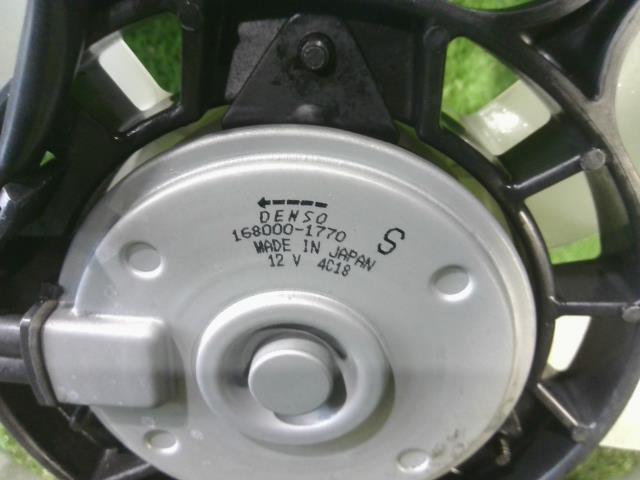 DENSO
168000-1770 S
MADE IN JAPAN
12 V 4C18